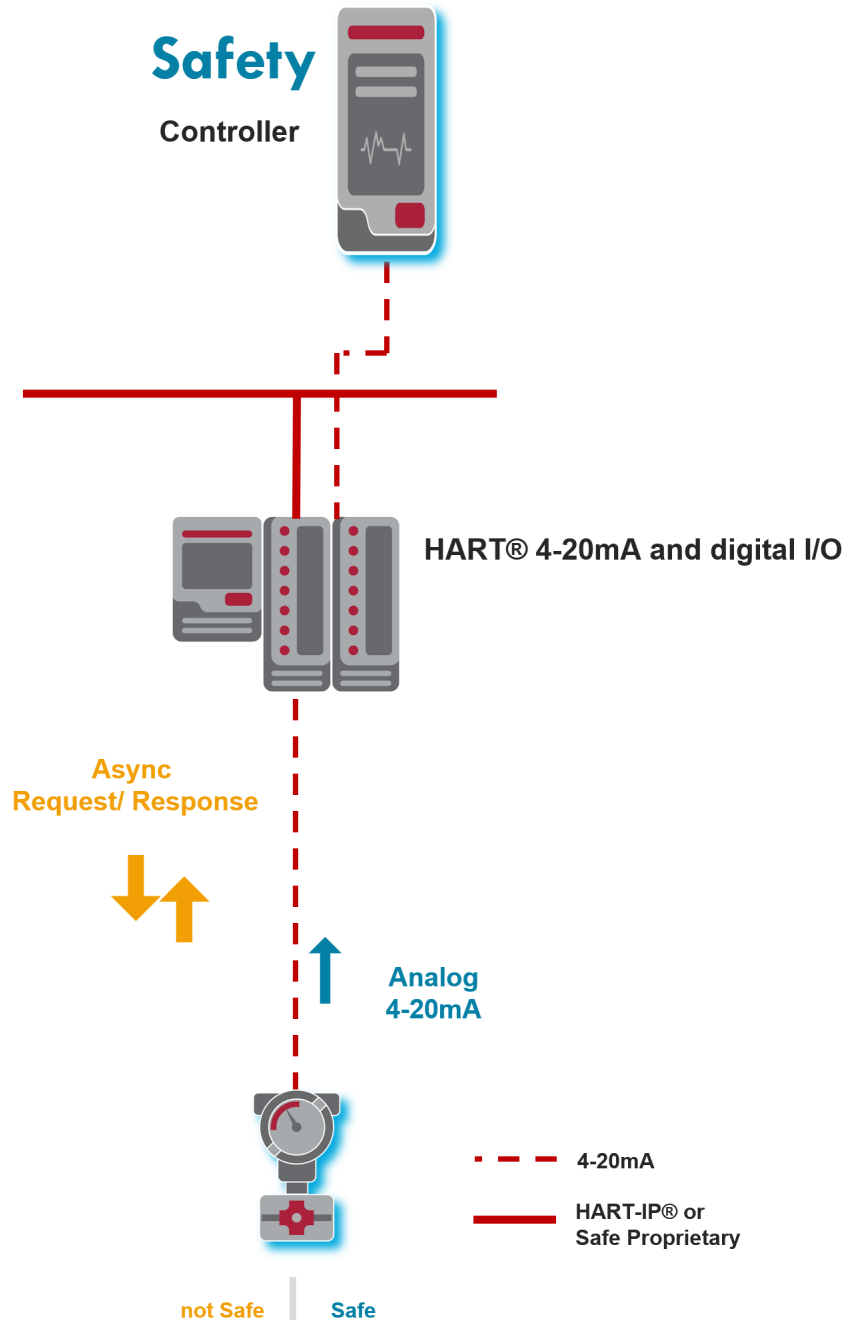 Safety
Controller
HART® 4-20mA and digital I/O
Async
Request/ Response
Analog
4-20mA
4-20mA
HART-IP® or
Safe Proprietary
not Safe
Safe